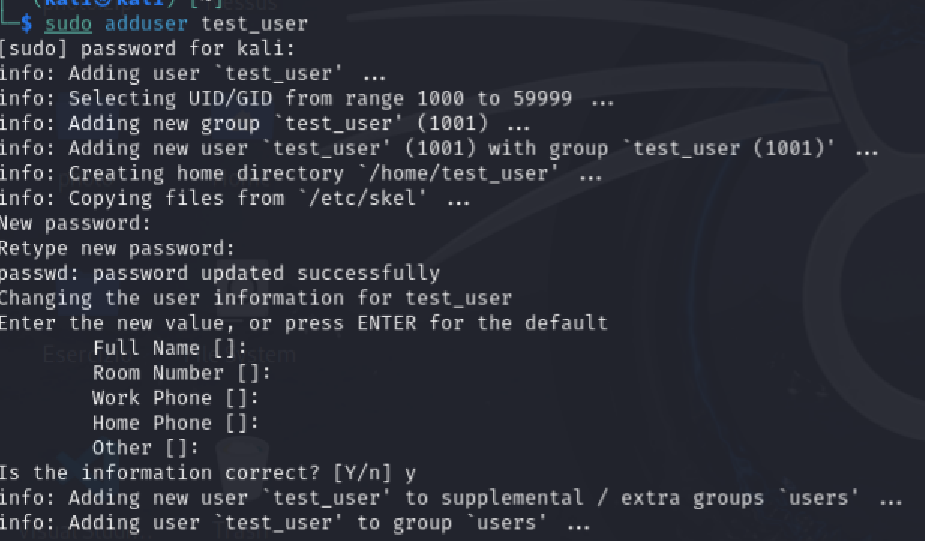 (kali㉿kali)-[~]
└─$ sudo adduser test_user
[sudo] password for kali:
info: Adding user `test_user' ...
info: Selecting UID/GID from range 1000 to 59999 ...
info: Adding new group `test_user' (1001) ...
info: Adding new user `test_user' (1001) with group `test_user (1001)' ...
info: Creating home directory `/home/test_user' ...
info: Copying files from `/etc/skel' ...
New password:
Retype new password:
passwd: password updated successfully
Changing the user information for test_user
Enter the new value, or press ENTER for the default
Full Name []:
Room Number []:
Work Phone []:
Home Phone []:
Other []:
Is the information correct? [Y/n] y
info: Adding new user `test_user' to supplemental / extra groups `users' ...
info: Adding user `test_user' to group `users' ...